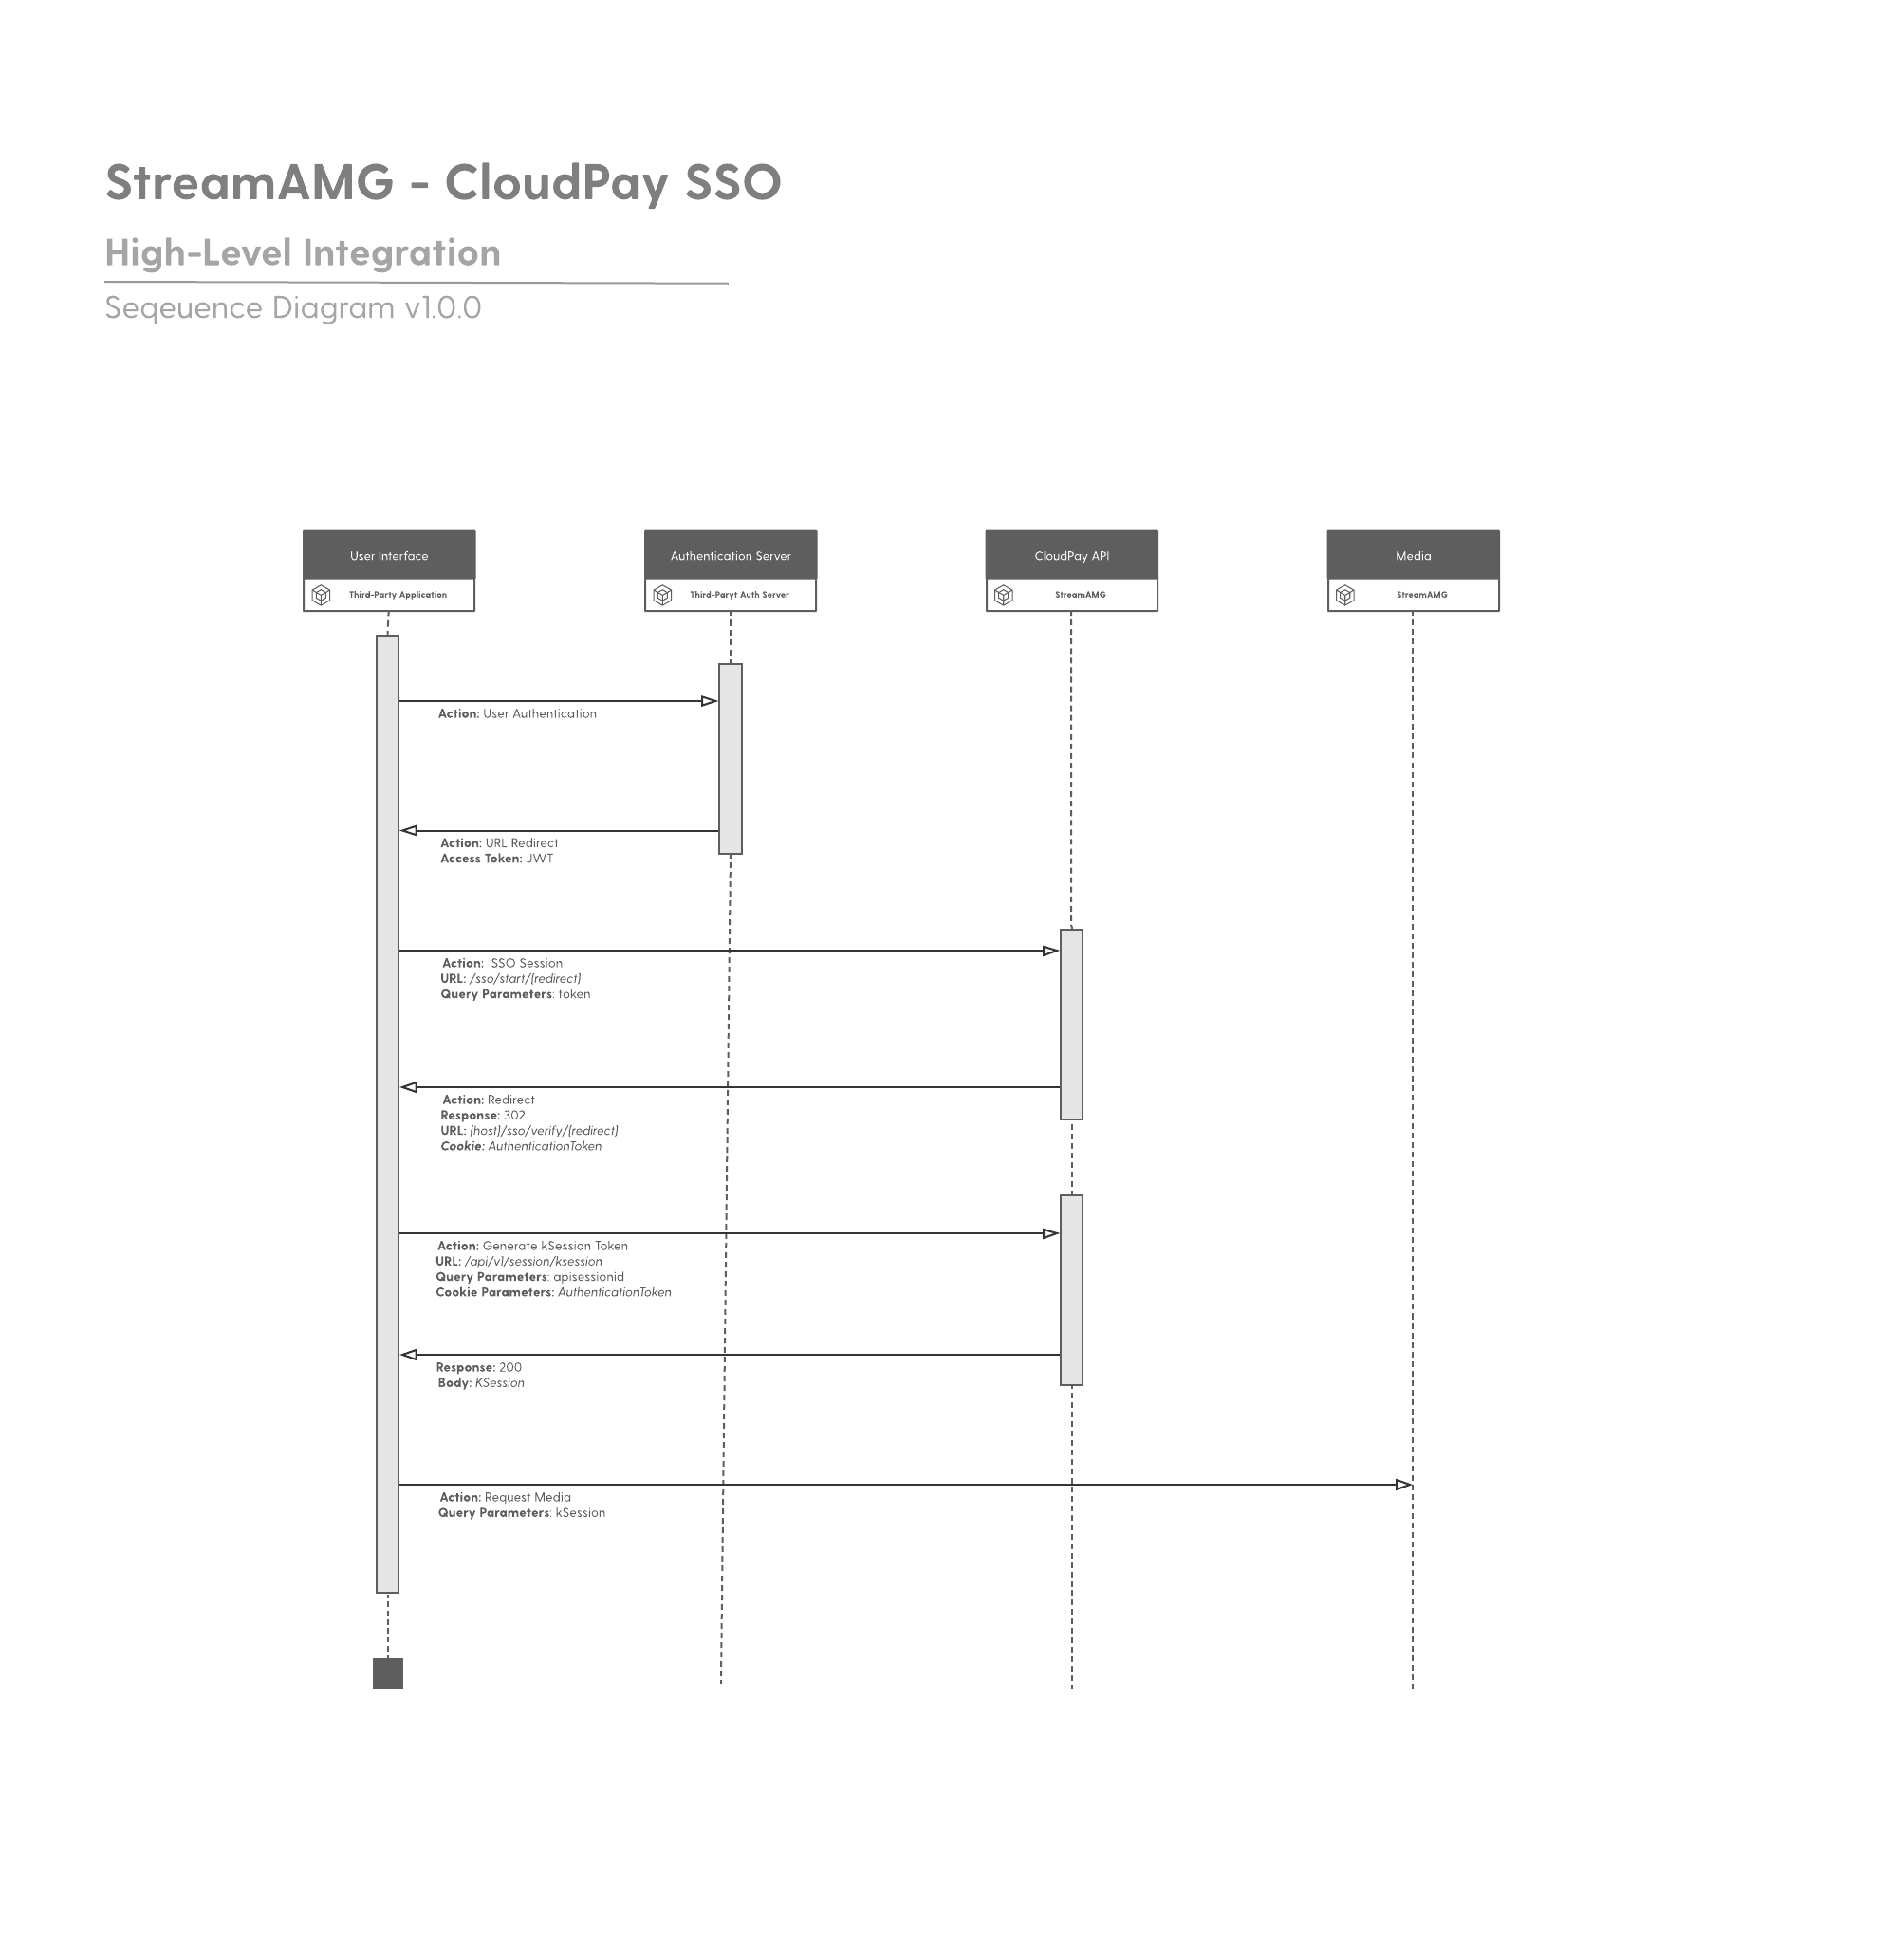 StreamAMG - CloudPay SSO
High-Level Integration
Seqeuence Diagram v1.0.0
User Interface
Third-Party Application
Authentication Server
Third-Paryt Auth Server
CloudPay API
StreamAMG
Media
StreamAMG
Action: User Authentication
Action: URL Redirect
Access Token: JWT
Action: SSO Session
URL: /sso/start/{redirect}
Query Parameters: token
Action: Redirect
Response: 302
URL: {host}/sso/verify/{redirect}
Cookie: AuthenticationToken
Action: Generate kSession Token
URL: /api/v1/session/ksession
Query Parameters: apisessionid
Cookie Parameters: AuthenticationToken
Response: 200
Body: KSession
Action: Request Media
Query Parameters: kSession